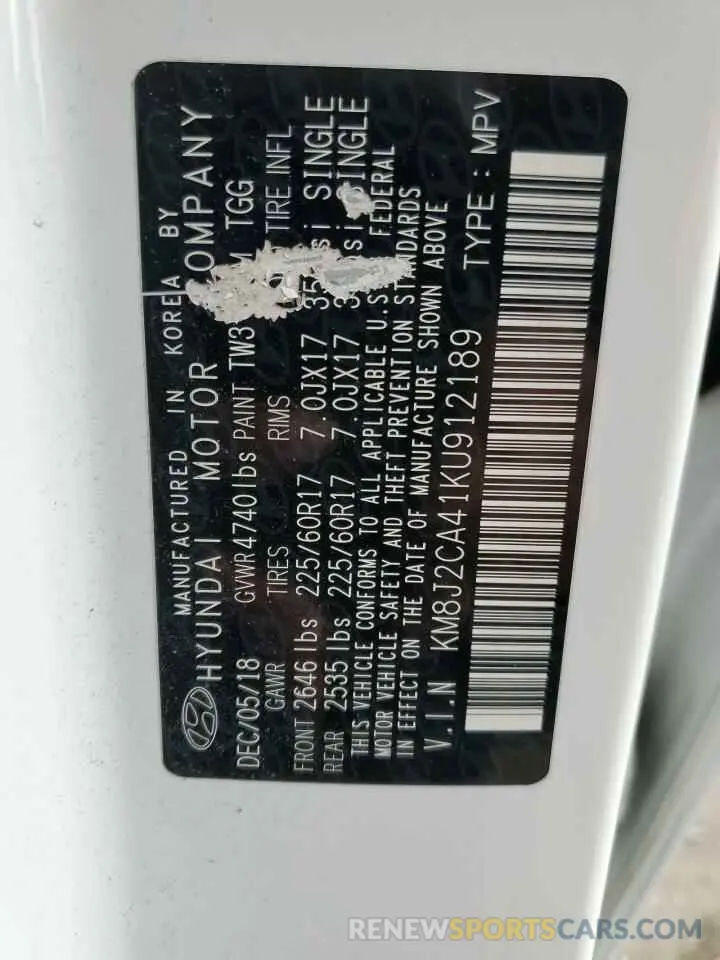 MANUFACTURED IN KOREA BY
HYUNDAI MOTOR COMPANY
DEC/05/18 GVWR 4740lbs PAINT TGG
GAWR TIRES RIMS TIRE INFL
FRONT 2646 lbs 225/60R17 7.0JX17 SINGLE
REAR 2535 lbs 225/60R17 7.0JX17 SINGLE
THIS VEHICLE CONFORMS TO ALL APPLICABLE U.S FEDERAL
MOTOR VEHICLE SAFETY AND THEFT PREVENTION STANDARDS
IN EFFECT ON THE DATE OF MANUFACTURE SHOWN ABOVE
V.I.N KM8J2CA41KU912189 TYPE : MPV
RENEWSPORTSCARS.COM